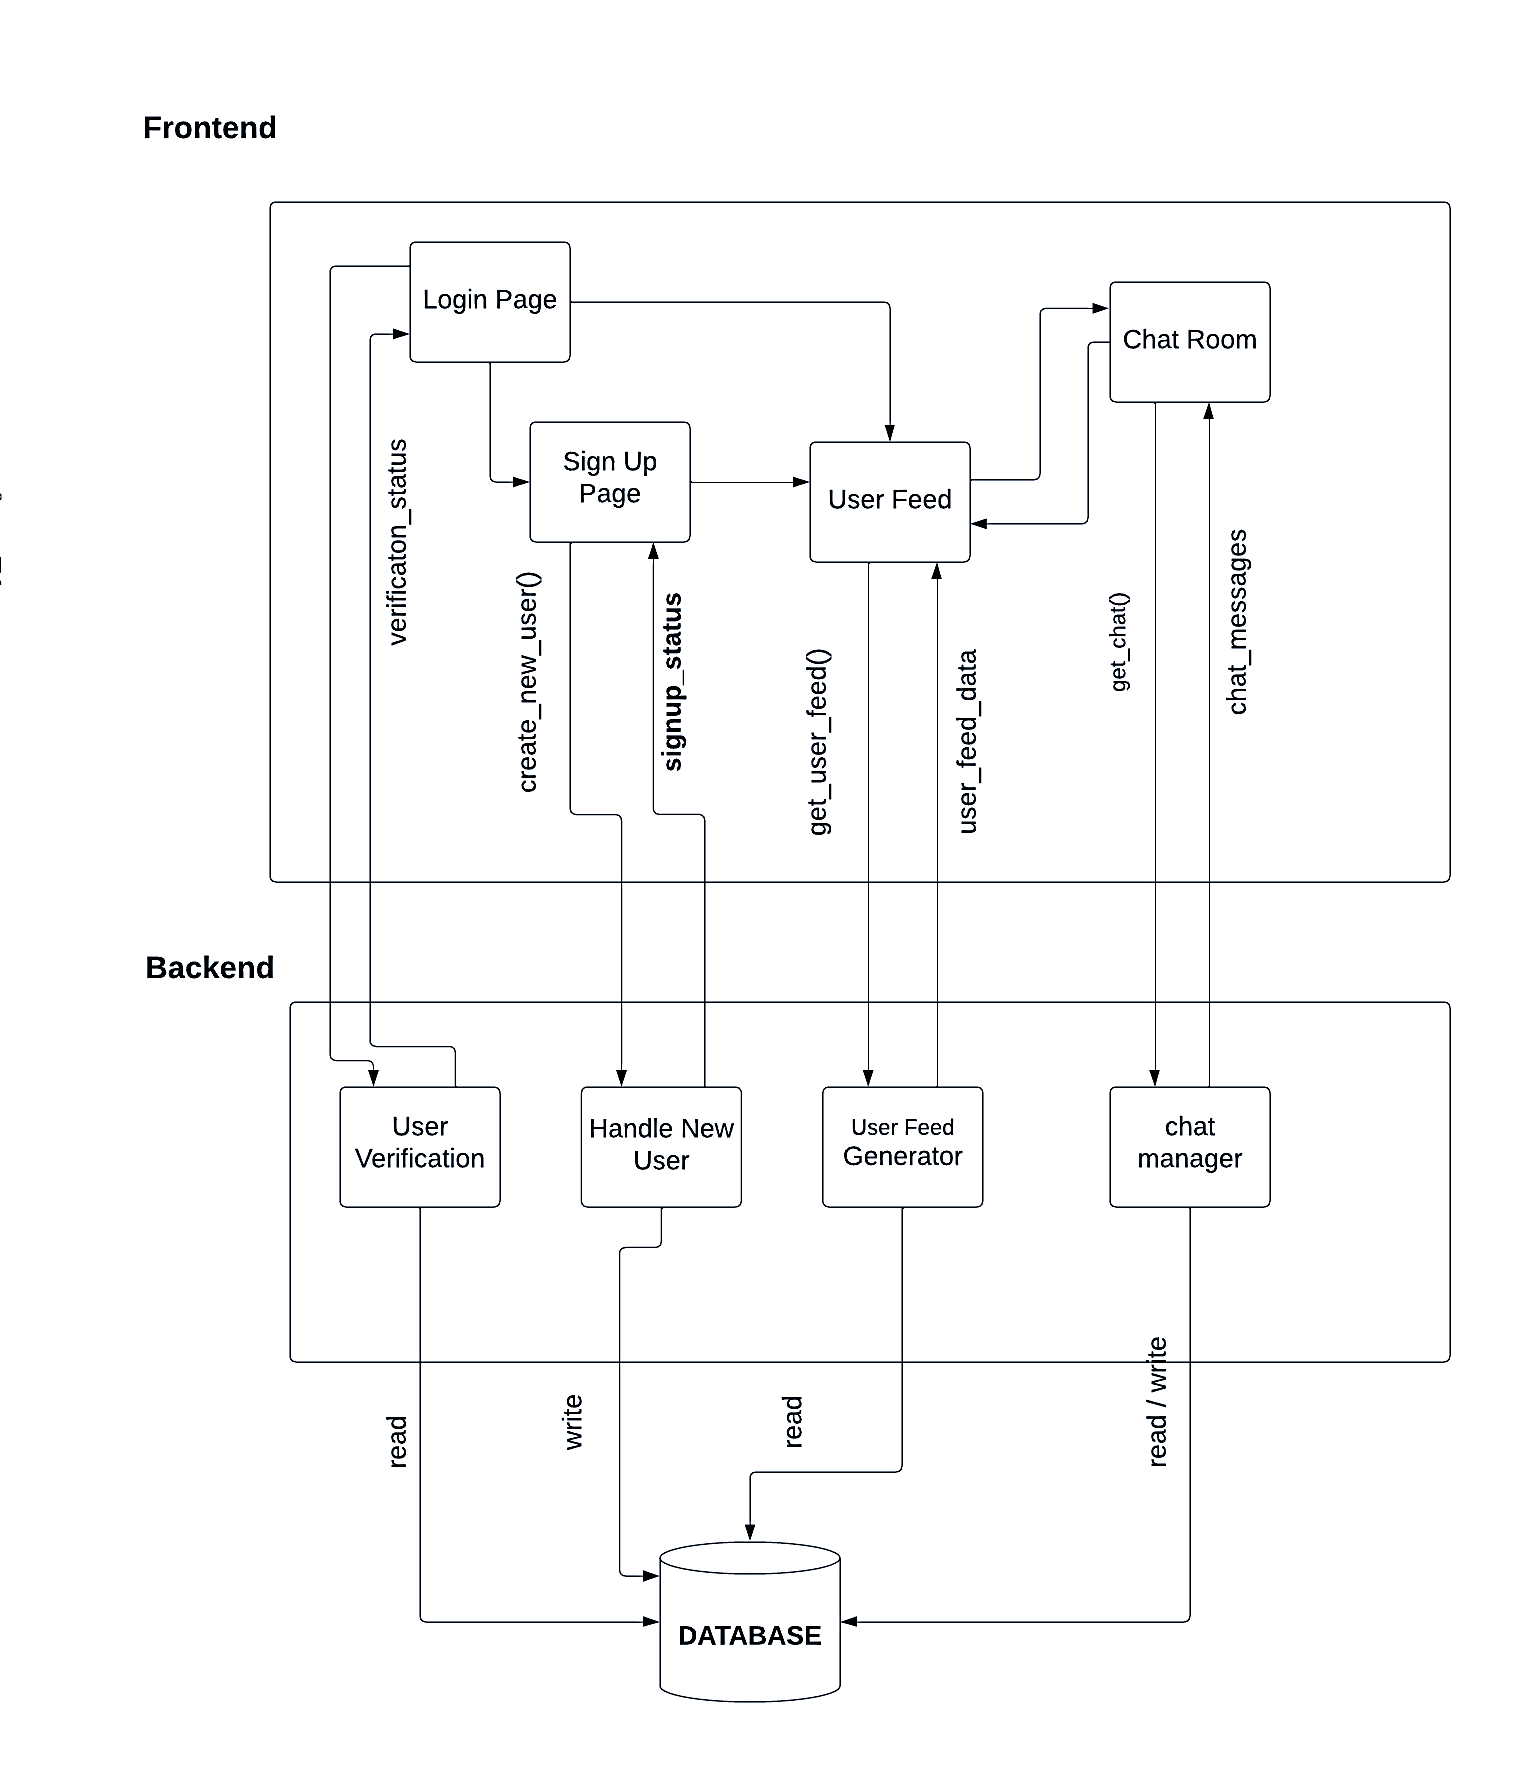 Frontend
Login Page
Chat Room
Sign Up
Page
User Feed
verificaton_status
create_new_user()
signup_status
get_user_feed()
user_feed_data
get_chat()
chat_messages
Backend
User
Verification
Handle New
User
User Feed
Generator
chat
manager
read
write
read
read / write
DATABASE